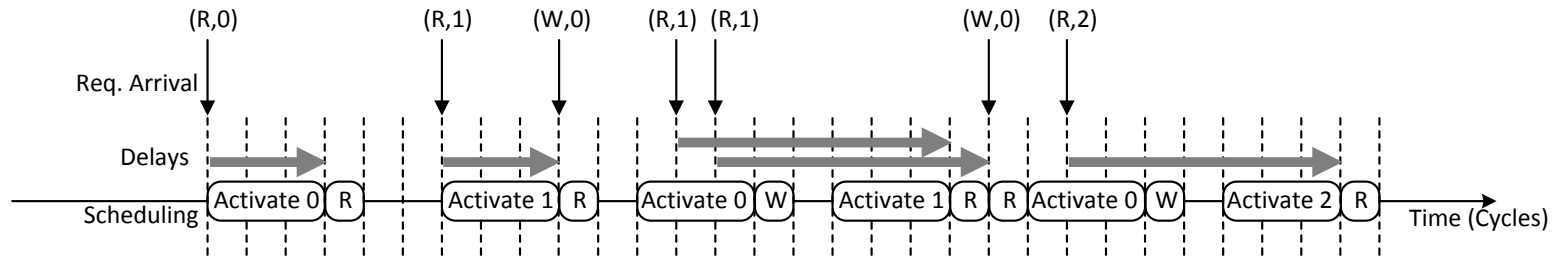 (R,0) (R,1) (W,0) (R,1) (R,1) (W,0) (R,2)
Req. Arrival
Delays
Scheduling Activate 0 R Activate 1 R Activate 0 W Activate 1 R R Activate 0 W Activate 2 R
Time (Cycles)